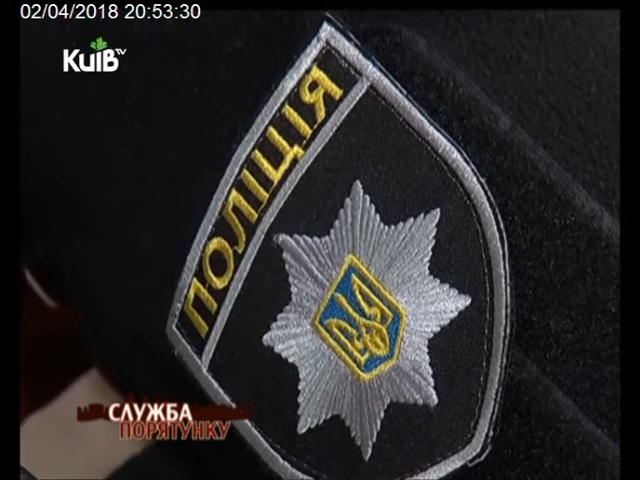 02/04/2018 20:53:30
КиїВ TV
ПОЛІЦІЯ
СЛУЖБА
ПОРЯТУНКУ